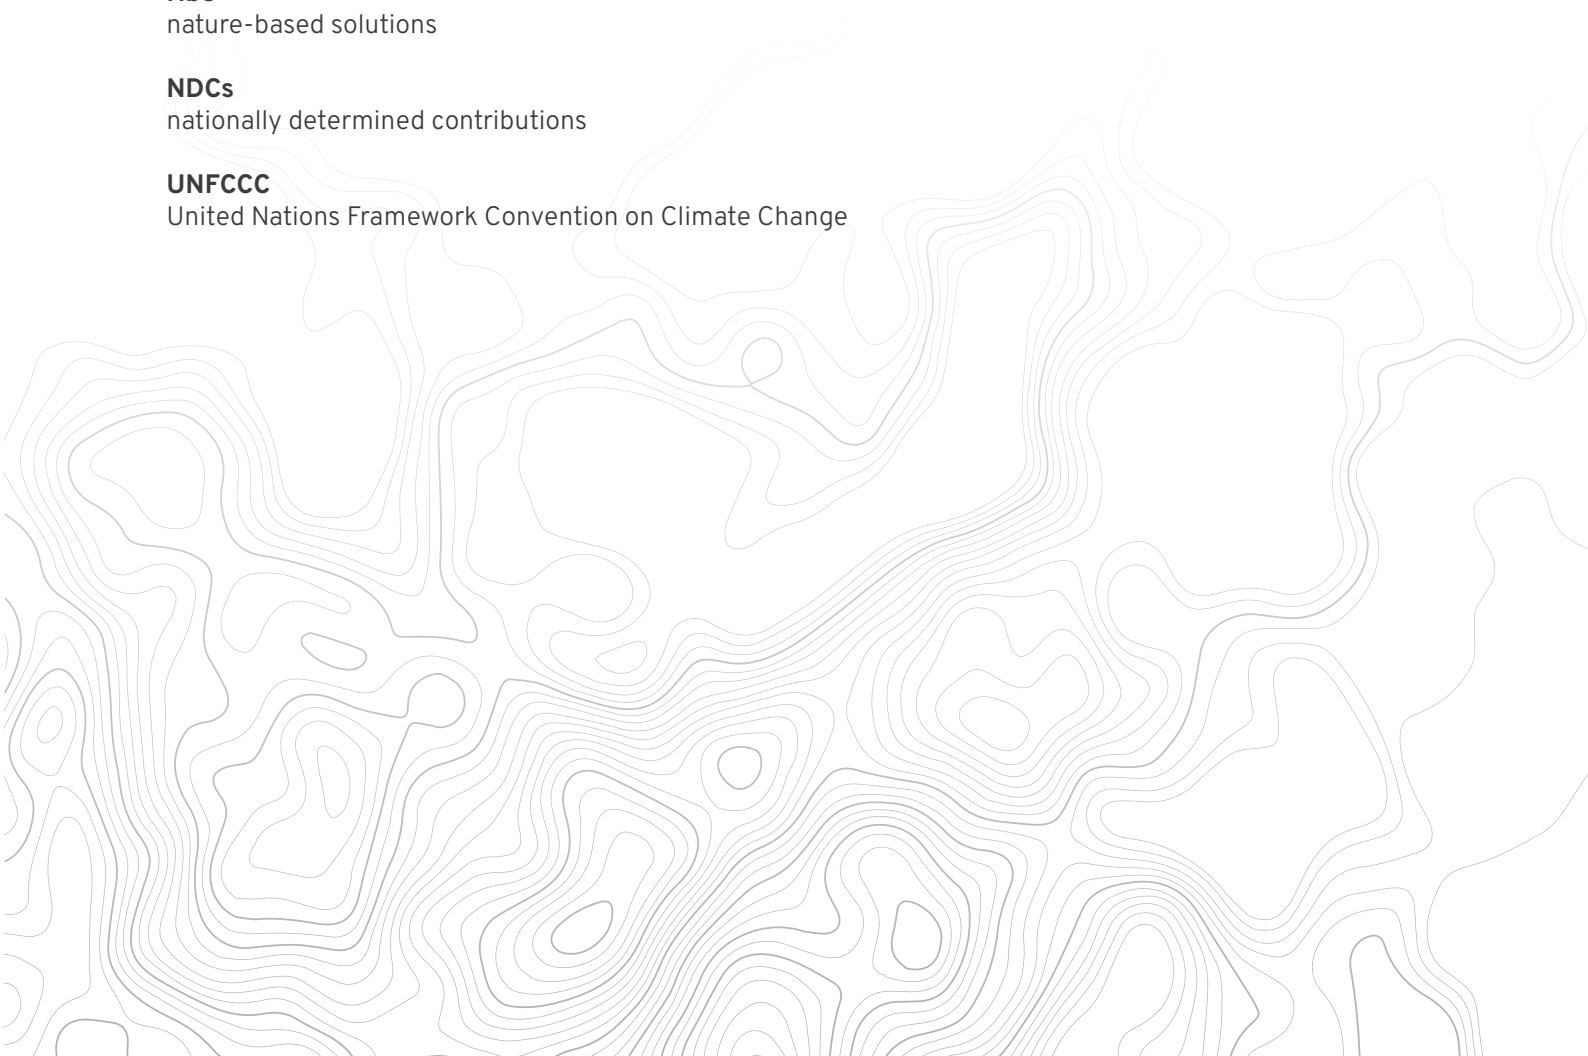 nature-based solutions
NDCs
nationally determined contributions
UNFCCC
United Nations Framework Convention on Climate Change